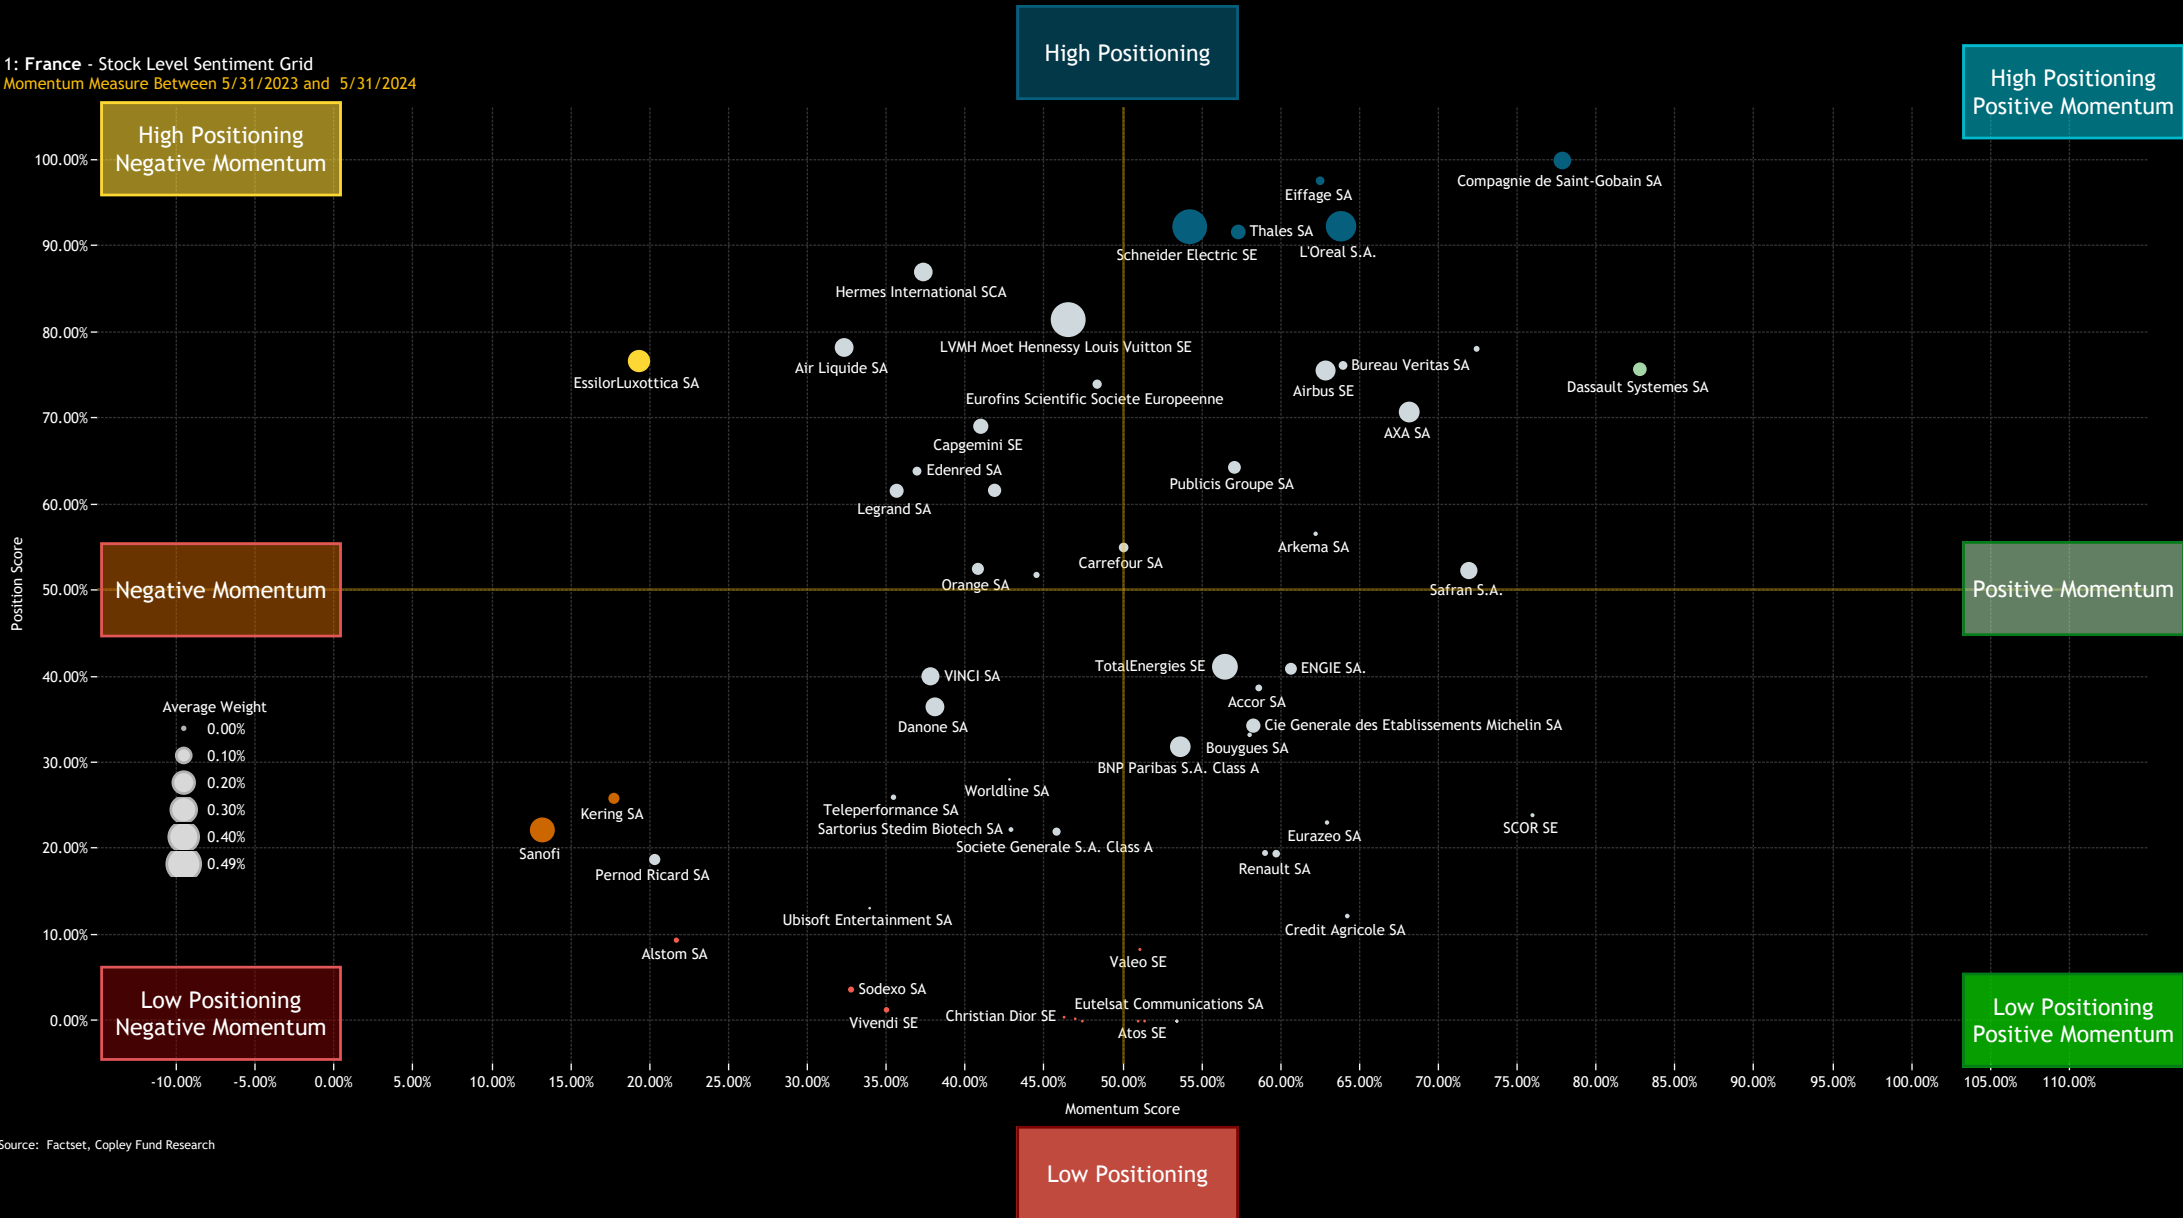 High Positioning
1: France - Stock Level Sentiment Grid
Momentum Measure Between 5/31/2023 and 5/31/2024
High Positioning
Positive Momentum
High Positioning
Negative Momentum
100.00%
90.00%
80.00%
70.00%
60.00%
50.00%
40.00%
30.00%
20.00%
10.00%
0.00%
Position Score
Compagnie de Saint-Gobain SA
Eiffage SA
Thales SA
Schneider Electric SE
L'Oreal S.A.
Hermes International SCA
LVMH Moet Hennessy Louis Vuitton SE
Air Liquide SA
Bureau Veritas SA
EssilorLuxottica SA
Airbus SE
Dassault Systemes SA
Eurofins Scientific Societe Europeenne
AXA SA
Capgemini SE
Edenred SA
Publicis Groupe SA
Legrand SA
Arkema SA
Carrefour SA
Orange SA
Safran S.A.
Negative Momentum
Positive Momentum
TotalEnergies SE
ENGIE SA.
VINCI SA
Accor SA
Danone SA
Cie Generale des Etablissements Michelin SA
Bouygues SA
BNP Paribas S.A. Class A
Average Weight
0.00%
0.10%
0.20%
0.30%
0.40%
0.49%
Worldline SA
Teleperformance SA
Kering SA
Sartorius Stedim Biotech SA
SCOR SE
Eurazeo SA
Societe Generale S.A. Class A
Sanofi
Renault SA
Pernod Ricard SA
Ubisoft Entertainment SA
Credit Agricole SA
Alstom SA
Valeo SE
Sodexo SA
Eutelsat Communications SA
Christian Dior SE
Vivendi SE
Atos SE
Low Positioning
Negative Momentum
Low Positioning
Positive Momentum
-10.00%
-5.00%
0.00%
5.00%
10.00%
15.00%
20.00%
25.00%
30.00%
35.00%
40.00%
45.00%
50.00%
55.00%
60.00%
65.00%
70.00%
75.00%
80.00%
85.00%
90.00%
95.00%
100.00%
105.00%
110.00%
Momentum Score
Source: Factset, Copley Fund Research
Low Positioning